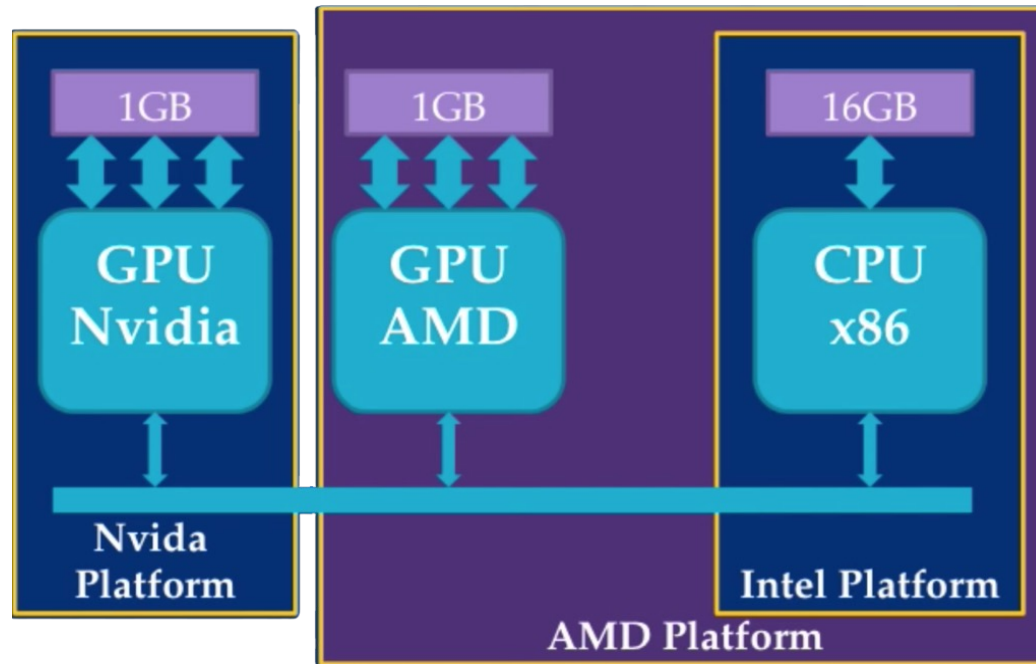 1GB
GPU
Nvidia
Nvida
Platform
1GB
GPU
AMD
16GB
CPU
x86
Intel Platform
AMD Platform